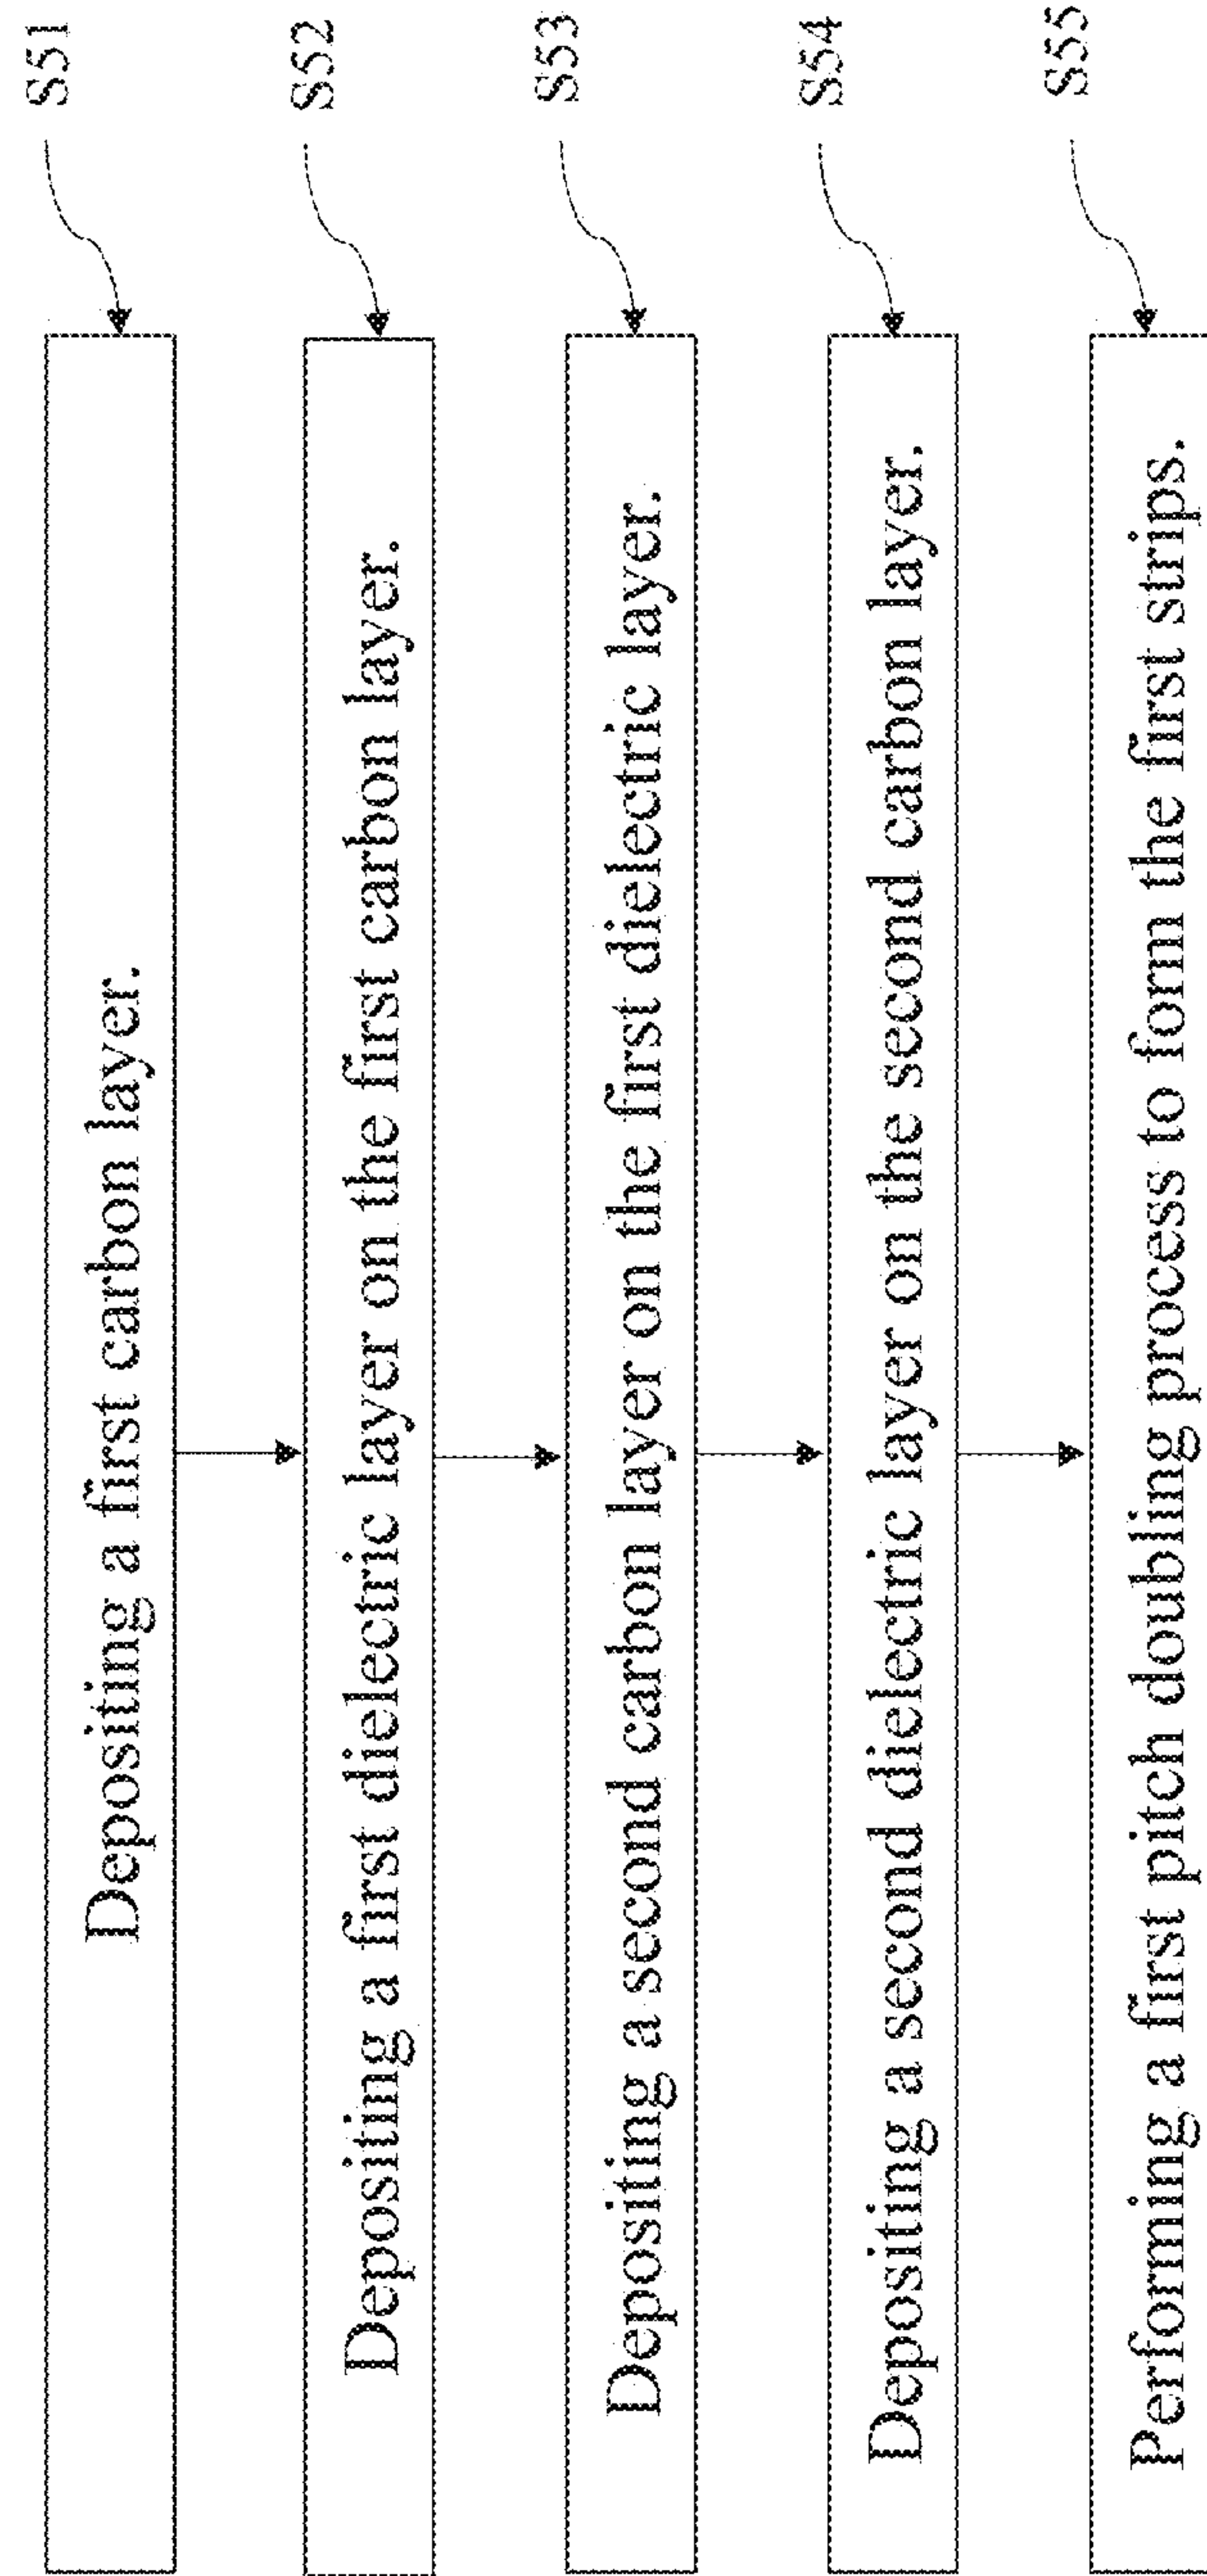 Depositing a first carbon layer. S51
Depositing a first dielectric layer on the first carbon layer. S52
Depositing a second carbon layer on the first dielectric layer. S53
Depositing a second dielectric layer on the second carbon layer. S54
Performing a first pitch doubling process to form the first strips. S55